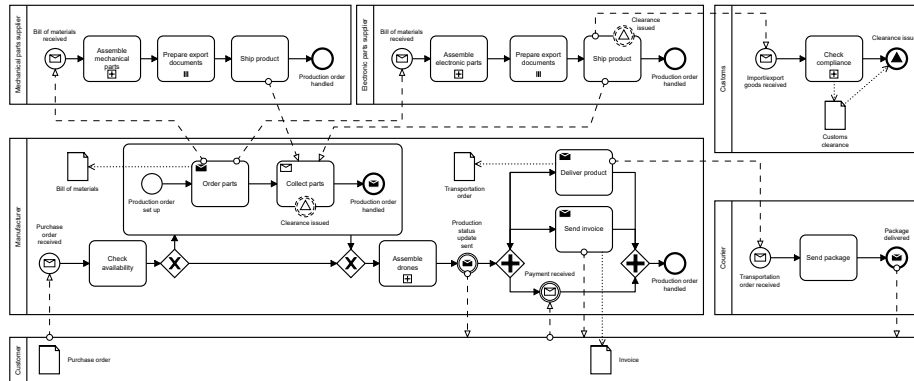 Mechanical parts supplier
Bill of materials
received
Assemble
mechanical
parts
Prepare export
documents
Ship product
Production order
handled
Electronic parts supplier
Bill of materials
received
Assemble
electronic parts
Prepare export
documents
Ship product
Clearance
issued
Production order
handled
Customs
Import/export
goods received
Check
compliance
Clearance issued
Customs
clearance
Manufacturer
Bill of materials
Production order
set up
Order parts
Collect parts
Clearance issued
Production order
handled
Purchase
order
received
Check
availability
Assemble
drones
Production
status
update
sent
Transportation
order
Deliver product
Send invoice
Payment received
Production order
handled
Courier
Transportation
order received
Send package
Package
delivered
Customer
Purchase order
Invoice